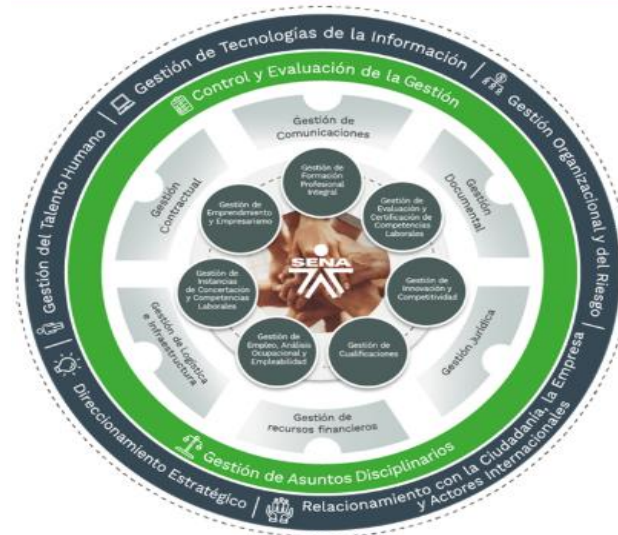 Gestión de Tecnologías de la Información
Gestión Organizacional y del Riesgo
Relacionamiento con la Ciudadanía, la Empresa
y Actores Internacionales
Direccionamiento Estratégico
Gestión del Talento Humano
Control y Evaluación de la Gestión
Gestión de Asuntos Disciplinarios
Gestión de
Comunicaciones
Gestión
Documental
Gestión Jurídica
Gestión de
recursos financieros
Gestión de Logística
e Infraestructura
Gestión
Contractual
Gestión de
Formación
Profesional
Integral
Gestión de Evaluación y
Certificación de
Competencias
Laborales
Gestión de Innovación
y Competitividad
Gestión de
Cualificaciones
Gestión de
Empleo, Análisis
Ocupacional y
Empleabilidad
Gestión de
Instancias
de Concertación
y Competencias
Laborales
Gestión de
Emprendimiento
y Empresarismo
SENA